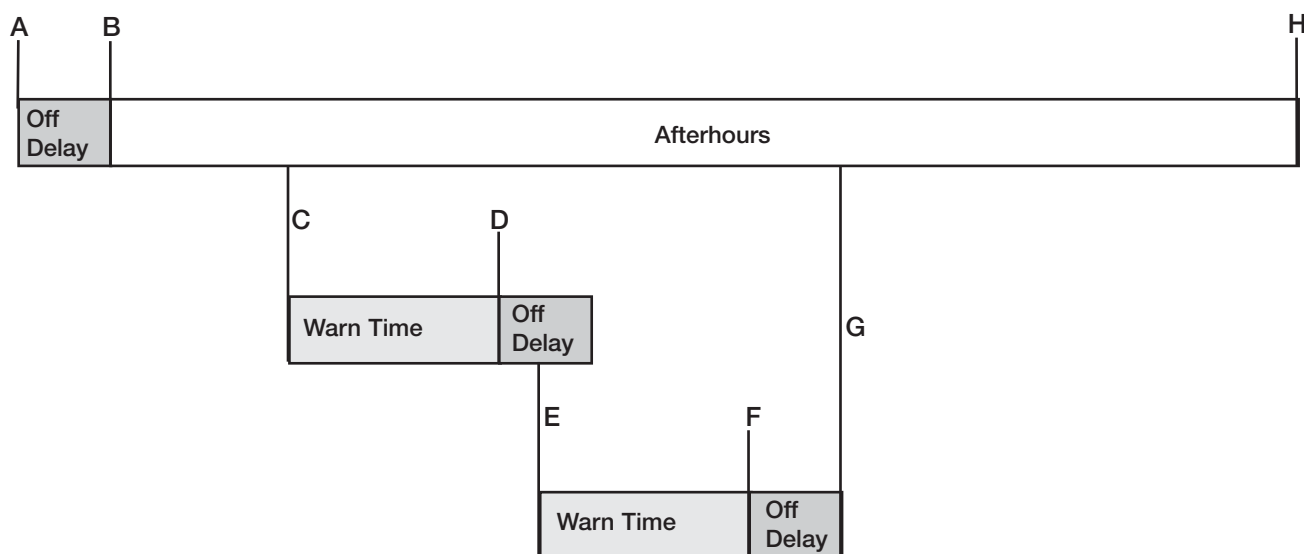 A B H
Off
Delay
Afterhours
C D
Warn Time
Off
Delay
G
E F
Warn Time
Off
Delay